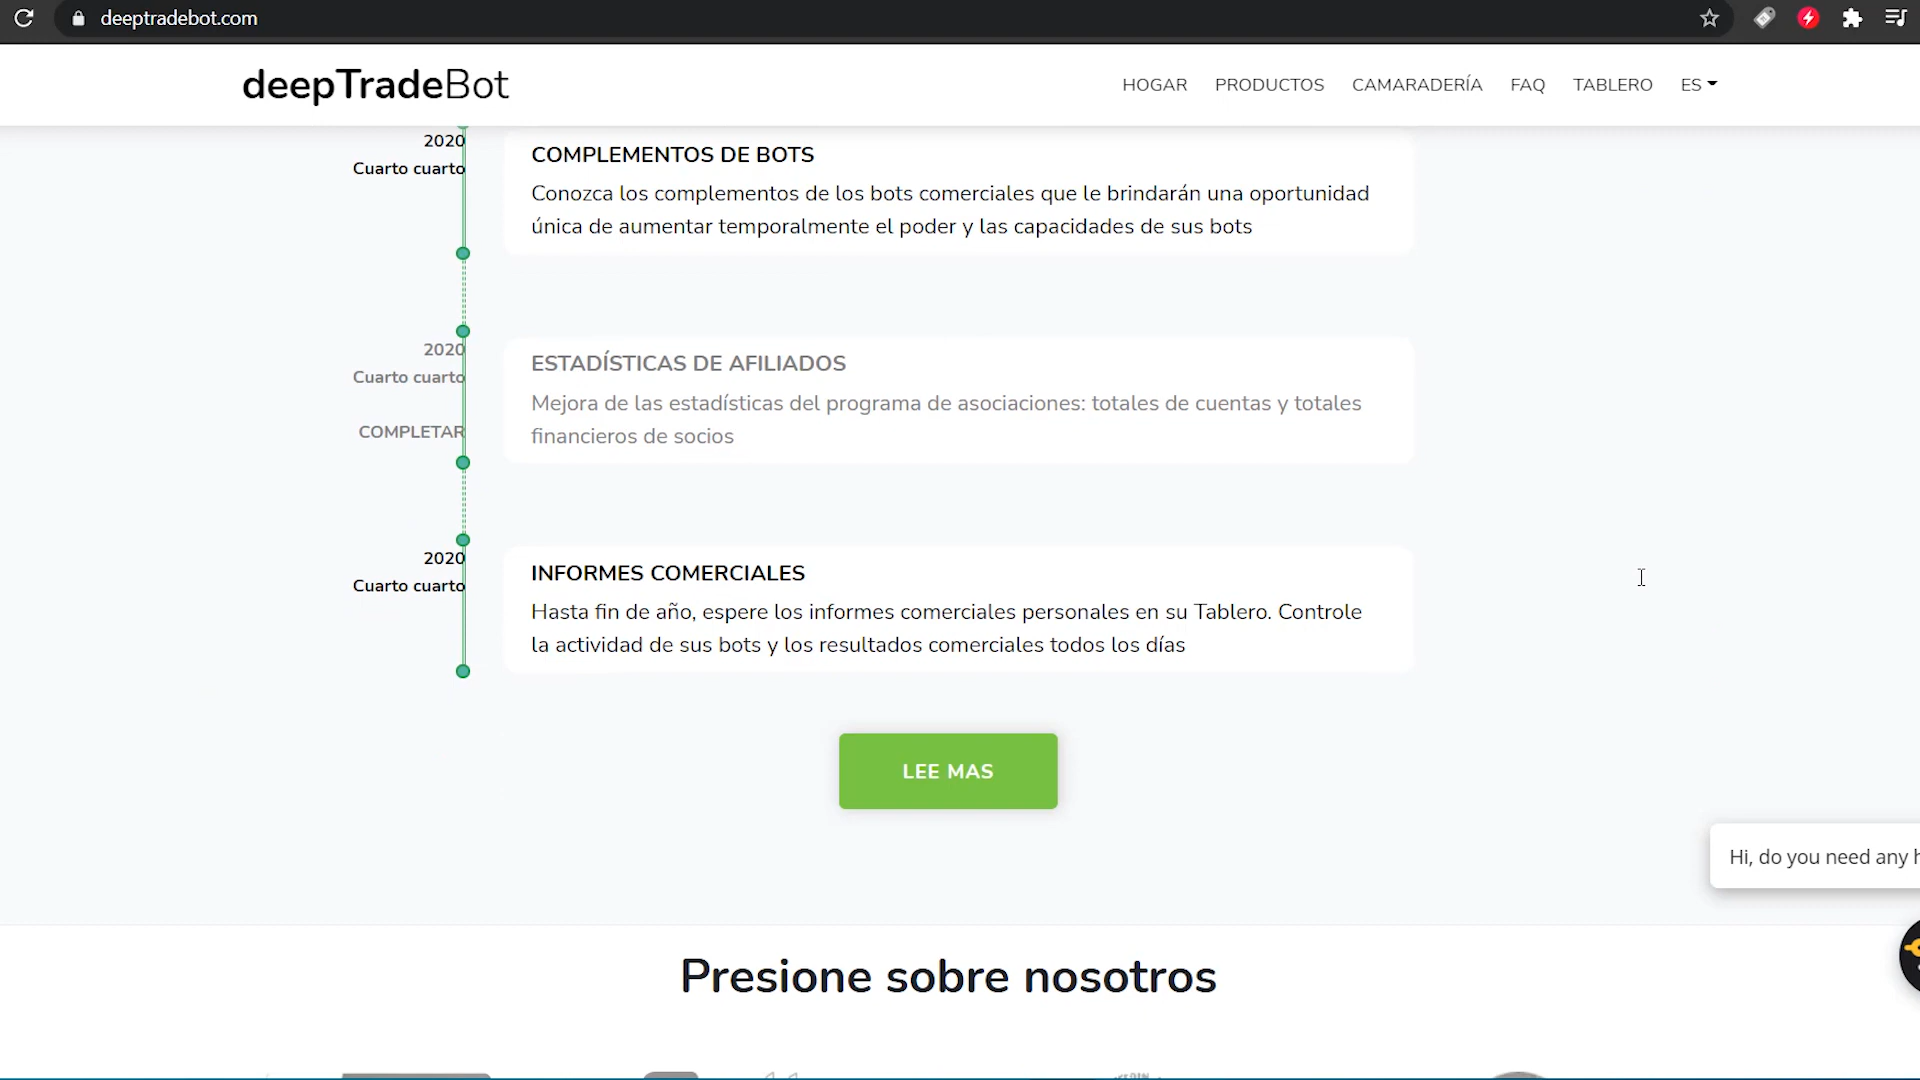 deeptradebot.com
deepTradeBot
HOGAR PRODUCTOS CAMARADERÍA FAQ TABLERO ES
2020
Cuarto cuarto
COMPLEMENTOS DE BOTS
Conozca los complementos de los bots comerciales que le brindarán una oportunidad
única de aumentar temporalmente el poder y las capacidades de sus bots
2020
Cuarto cuarto
COMPLETAR
ESTADÍSTICAS DE AFILIADOS
Mejora de las estadísticas del programa de asociaciones: totales de cuentas y totales
financieros de socios
2020
Cuarto cuarto
INFORMES COMERCIALES
Hasta fin de año, espere los informes comerciales personales en su Tablero. Controle
la actividad de sus bots y los resultados comerciales todos los días
LEE MAS
Hi, do you need any
Presione sobre nosotros